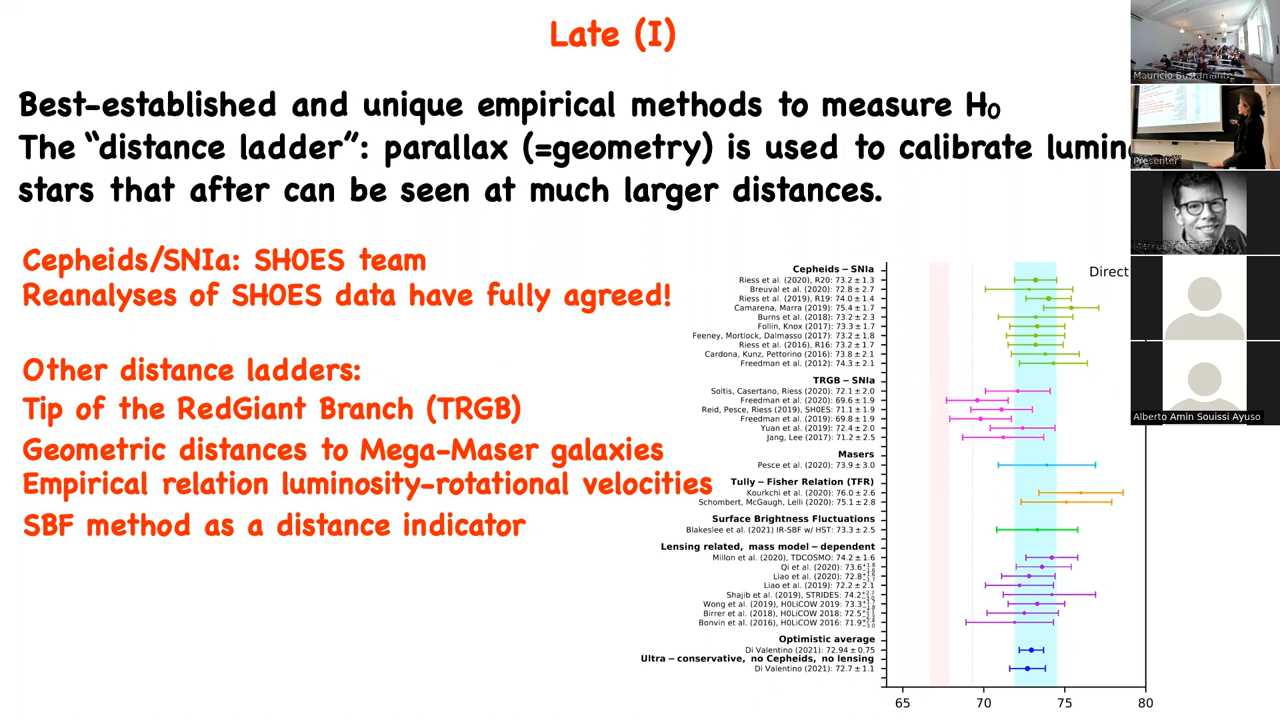 Late (I)
Best-established and unique empirical methods to measure H₀
The “distance ladder”: parallax (=geometry) is used to calibrate
stars that after can be seen at much larger distances.
Cepheids/SNIa: SH0ES team
Reanalyses of SH0ES data have fully agreed!
Other distance ladders:
Tip of the RedGiant Branch (TRGB)
Geometric distances to Mega-Maser galaxies
Empirical relation luminosity-rotational velocities
SBF method as a distance indicator
Direct
Cepheids − SNIa
Riess et al. (2020), R20: 73.2 ± 1.3
Breuval et al. (2020): 72.8 ± 2.7
Riess et al. (2019), R19: 74.0 ± 1.4
Camarena, Marra (2019): 75.4 ± 1.7
Burns et al. (2018): 73.2 ± 2.3
Follin, Knox (2017): 73.3 ± 1.7
Feeney, Mortlock, Dalmasso (2017): 73.2 ± 1.8
Riess et al. (2016), R16: 73.2 ± 1.7
Cardona, Kunz, Pettorino (2016): 73.8 ± 2.1
Freedman et al. (2012): 74.3 ± 2.1
TRGB − SNIa
Soltis, Casertano, Riess (2020): 72.1 ± 2.0
Freedman et al. (2020): 69.6 ± 1.9
Reid, Pesce, Riess (2019), SH0ES: 71.1 ± 1.9
Freedman et al. (2019): 69.8 ± 1.9
Yuan et al. (2019): 72.4 ± 2.0
Jang, Lee (2017): 71.2 ± 2.5
Masers
Pesce et al. (2020): 73.9 ± 3.0
Tully − Fisher Relation (TFR)
Kourkchi et al. (2020): 76.0 ± 2.6
Schombert, McGaugh, Lelli (2020): 75.1 ± 2.8
Surface Brightness Fluctuations
Blakeslee et al. (2021) IR-SBF w/ HST: 73.3 ± 2.5
Lensing related, mass model − dependent
Millon et al. (2020), TDCOSMO: 74.2 ± 1.6
Qi et al. (2020): 73.6
Liao et al. (2020): 72.8
Liao et al. (2019): 72.2 ± 2.1
Shajib et al. (2019), STRIDES: 74.2
Wong et al. (2019), H0LiCOW 2019: 73.3
Birrer et al. (2018), H0LiCOW 2018: 72.5
Bonvin et al. (2016), H0LiCOW 2016: 71.9
Optimistic average
Di Valentino (2021): 72.94 ± 0.75
Ultra − conservative, no Cepheids, no lensing
Di Valentino (2021): 72.7 ± 1.1
65 70 75 80
Mauricio Bustamante
Presenter
Alberto Amin Souissi Ayuso